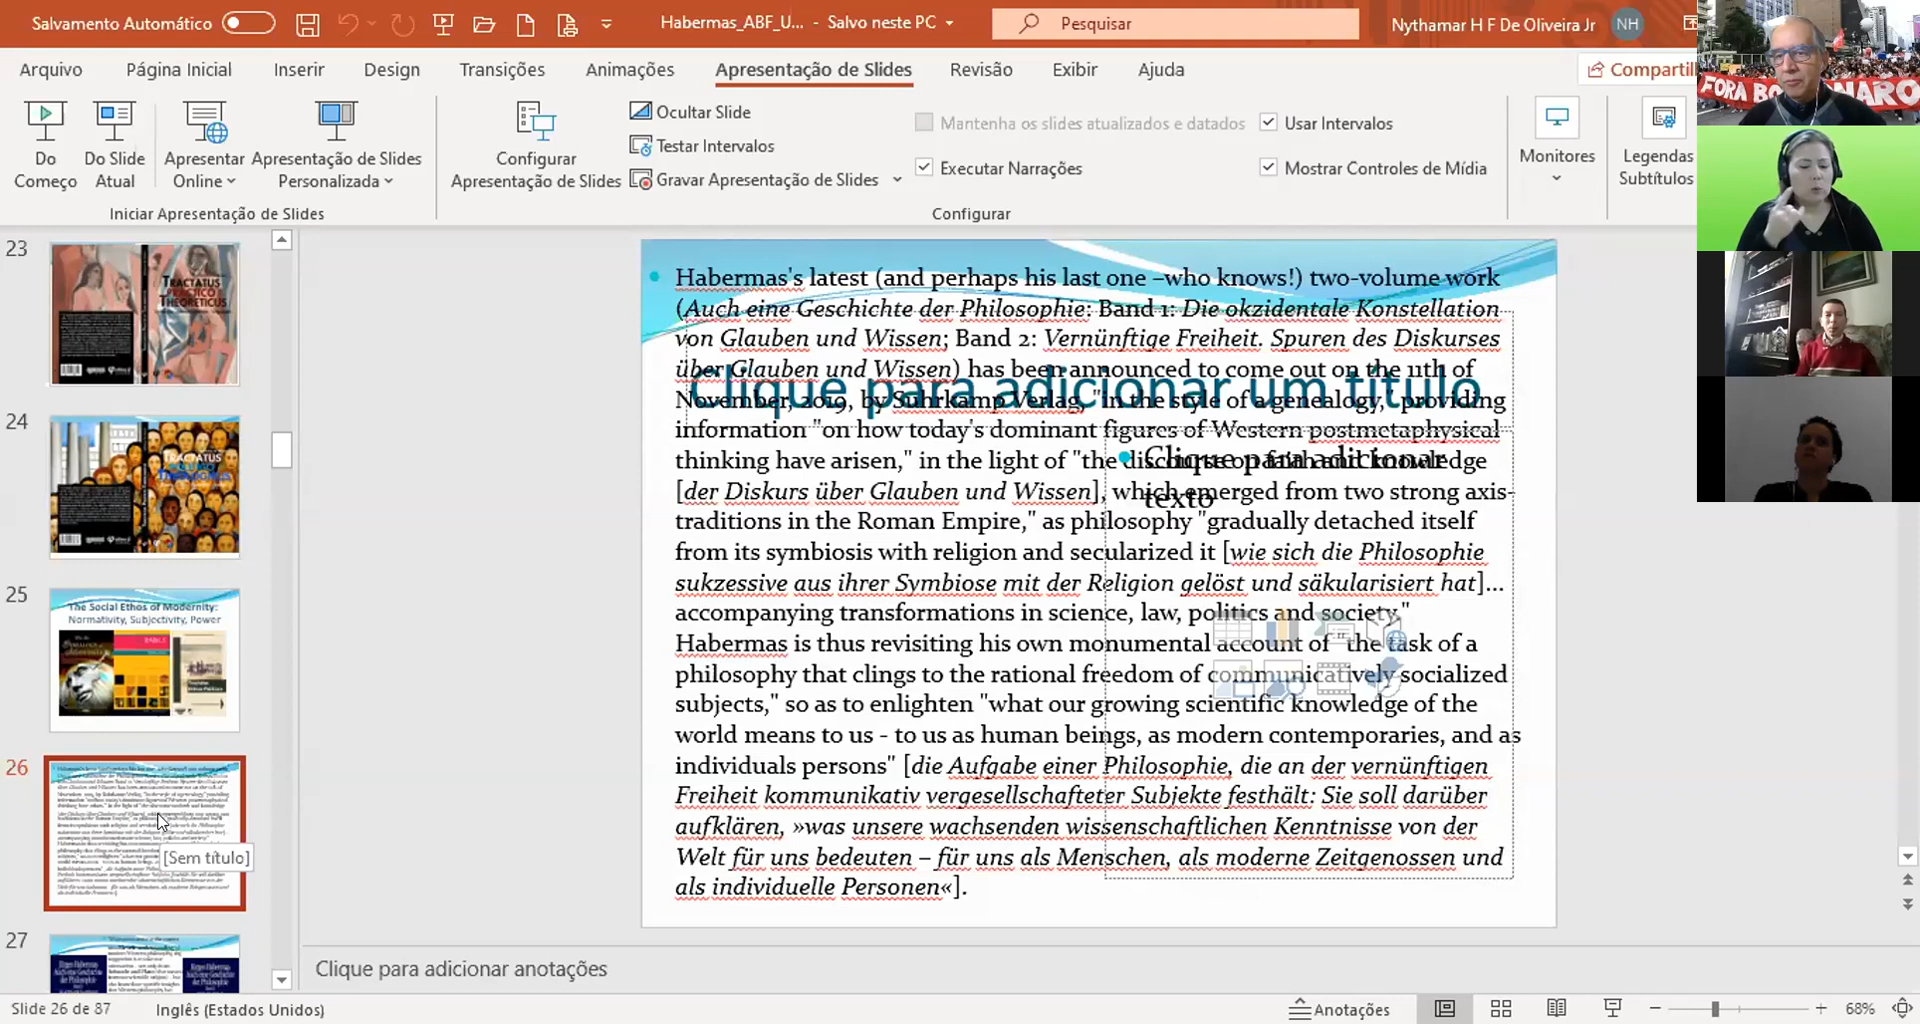 Salvamento Automático
Habermas_ABF_U... - Salvo neste PC
Pesquisar
Nythamar H F De Oliveira Jr
NH
Arquivo
Página Inicial
Inserir
Design
Transições
Animações
Apresentação de Slides
Revisão
Exibir
Ajuda
Compartil
FORA BO NARO
Do Começo
Do Slide Atual
Apresentar Online
Apresentação de Slides Personalizada
Iniciar Apresentação de Slides
Configurar Apresentação de Slides
Ocultar Slide
Testar Intervalos
Gravar Apresentação de Slides
Mantenha os slides atualizados e datados
Executar Narrações
Usar Intervalos
Mostrar Controles de Mídia
Configurar
Monitores
Legendas Subtítulos
23
TRACTATUS
PRACTICO
THEORETICUS
24
TRACTATUS
25
The Social Ethos of Modernity:
Normativity, Subjectivity, Power
26
[Sem título]
27
Habermas's latest (and perhaps his last one –who knows!) two-volume work
(Auch eine Geschichte der Philosophie: Band 1: Die okzidentale Konstellation
von Glauben und Wissen; Band 2: Vernünftige Freiheit. Spuren des Diskurses
über Glauben und Wissen) has been announced to come out on the 11th of
November, 2019, by Suhrkamp Verlag, "in the style of a genealogy," providing
information "on how today's dominant figures of Western postmetaphysical
thinking have arisen," in the light of "the discourse on faith and knowledge
[der Diskurs über Glauben und Wissen], which emerged from two strong axis-
traditions in the Roman Empire," as philosophy "gradually detached itself
from its symbiosis with religion and secularized it [wie sich die Philosophie
sukzessive aus ihrer Symbiose mit der Religion gelöst und säkularisiert hat]...
accompanying transformations in science, law, politics and society."
Habermas is thus revisiting his own monumental account of "the task of a
philosophy that clings to the rational freedom of communicatively socialized
subjects," so as to enlighten "what our growing scientific knowledge of the
world means to us - to us as human beings, as modern contemporaries, and as
individuals persons" [die Aufgabe einer Philosophie, die an der vernünftigen
Freiheit kommunikativ vergesellschafteter Subjekte festhält: Sie soll darüber
aufklären, »was unsere wachsenden wissenschaftlichen Kenntnisse von der
Welt für uns bedeuten – für uns als Menschen, als moderne Zeitgenossen und
als individuelle Personen«].
Clique para adicionar um título
Clique para adicionar
texto
Clique para adicionar anotações
Slide 26 de 87
Inglês (Estados Unidos)
Anotações
68%